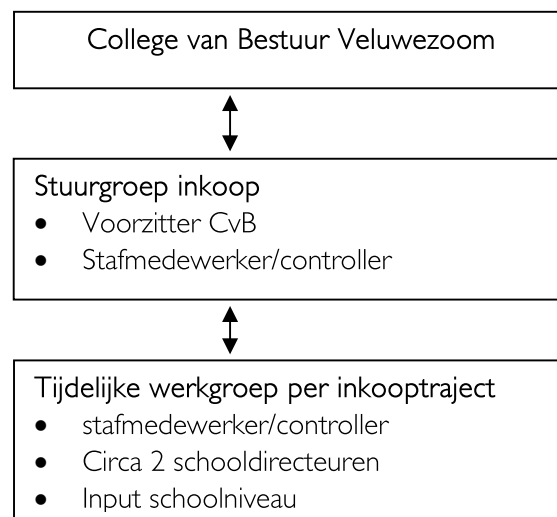 College van Bestuur Veluwezoom
Stuurgroep inkoop
• Voorzitter CvB
• Stafmedewerker/controller
Tijdelijke werkgroep per inkooptraject
• stafmedewerker/controller
• Circa 2 schooldirecteuren
• Input schoolniveau